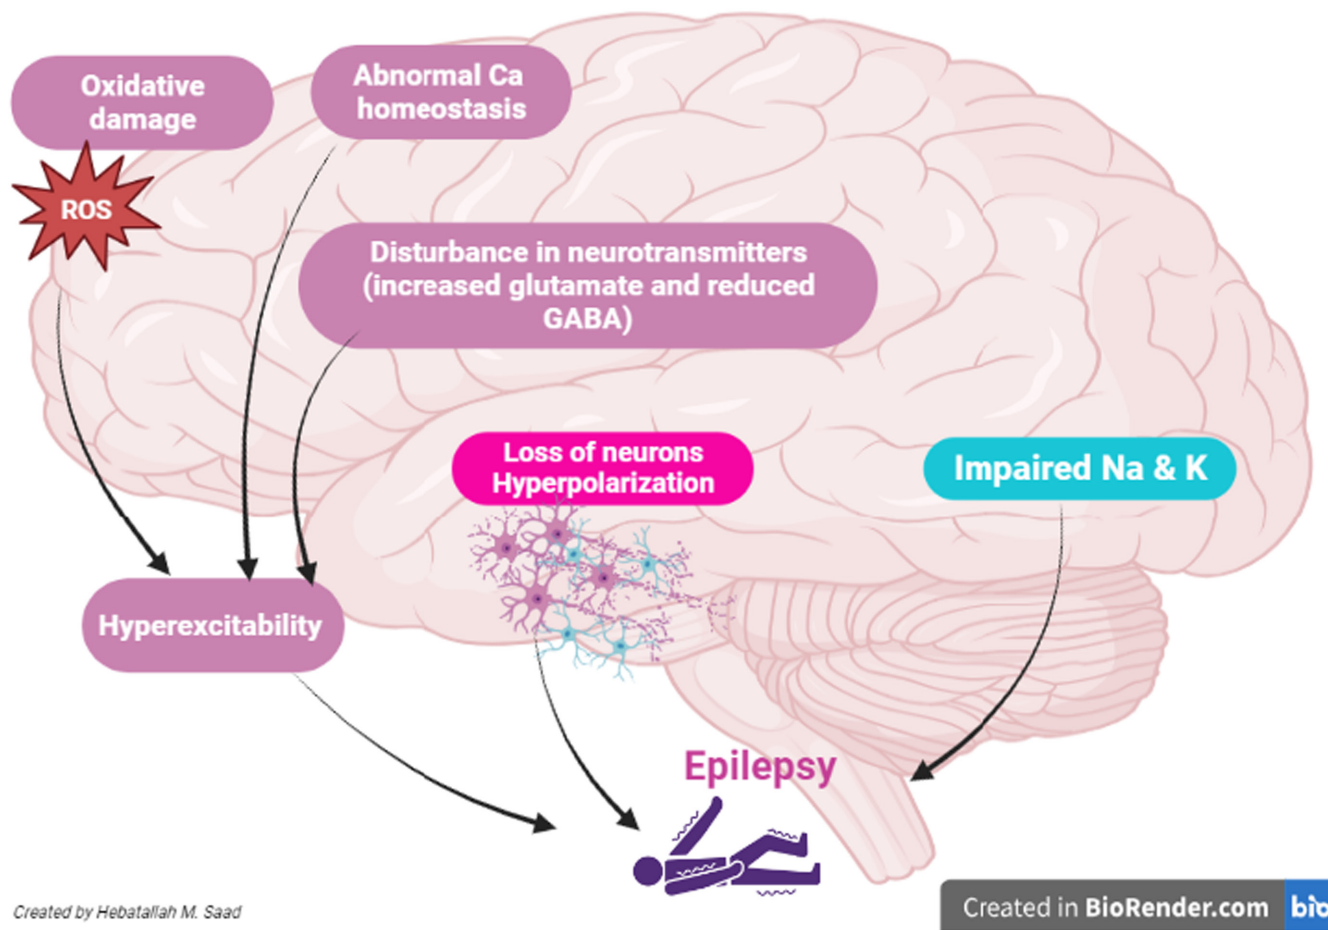 Oxidative
damage
Abnormal Ca
homeostasis
ROS
Disturbance in neurotransmitters
(increased glutamate and reduced
GABA)
Loss of neurons
Hyperpolarization
Impaired Na & K
Hyperexcitability
Epilepsy
Created by Hebatallah M. Saad
Created in BioRender.com
bio